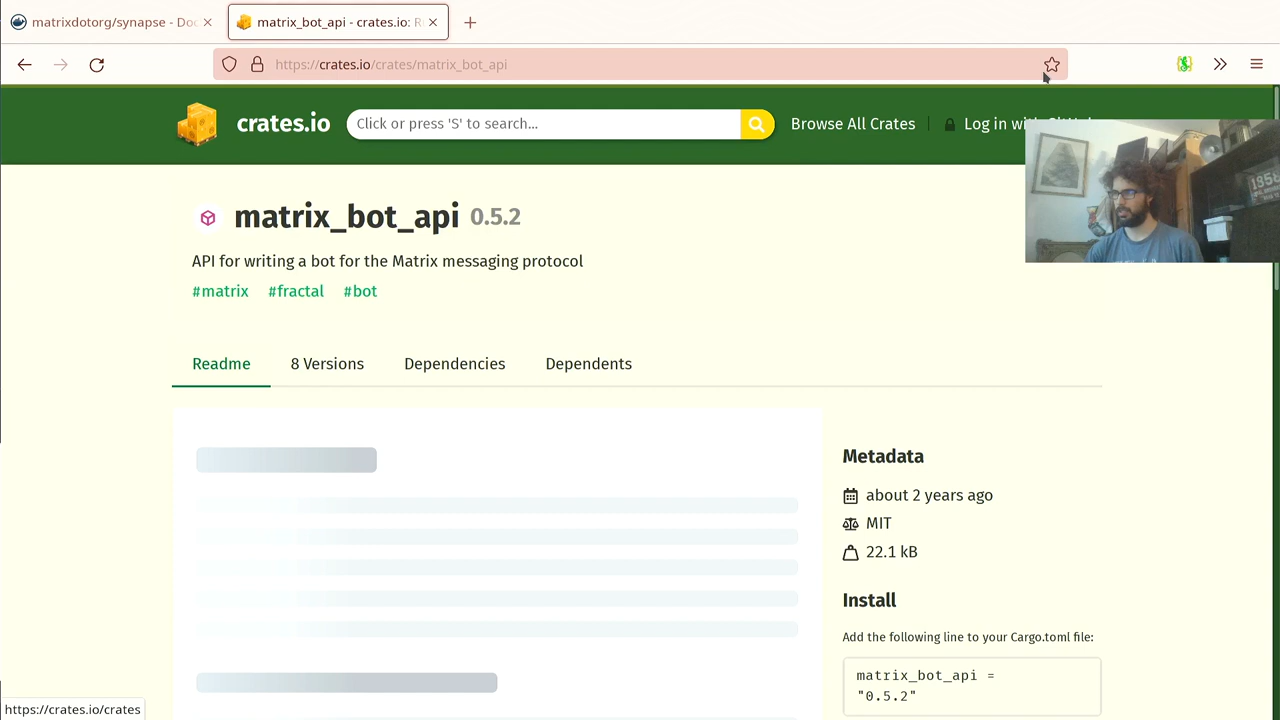 matrixdotorg/synapse - Doc
matrix_bot_api - crates.io: R
https://crates.io/crates/matrix_bot_api
crates.io
Click or press 'S' to search...
Browse All Crates
Log in with GitHub
matrix_bot_api 0.5.2
API for writing a bot for the Matrix messaging protocol
#matrix #fractal #bot
Readme
8 Versions
Dependencies
Dependents
Metadata
about 2 years ago
MIT
22.1 kB
Install
Add the following line to your Cargo.toml file:
matrix_bot_api =
"0.5.2"
https://crates.io/crates
1358